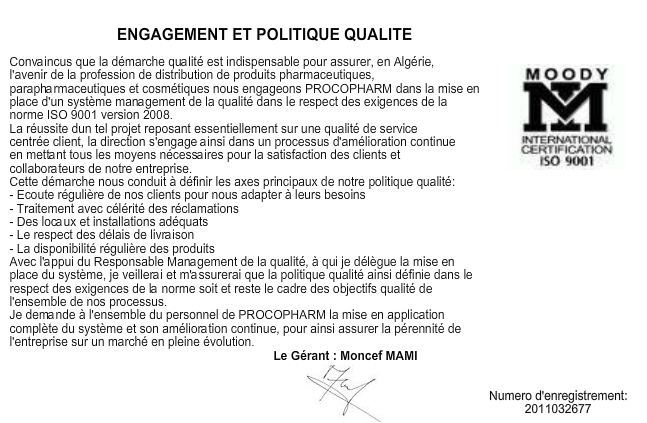 ENGAGEMENT ET POLITIQUE QUALITE
Convaincus que la démarche qualité est indispensable pour assurer, en Algérie,
l'avenir de la profession de distribution de produits pharmaceutiques,
parapharmaceutiques et cosmétiques nous engageons PROCOPHARM dans la mise en
place d'un système management de la qualité dans le respect des exigences de la
norme ISO 9001 version 2008.
La réussite dun tel projet reposant essentiellement sur une qualité de service
centrée client, la direction s'engage ainsi dans un processus d'amélioration continue
en mettant tous les moyens nécessaires pour la satisfaction des clients et
collaborateurs de notre entreprise.
Cette démarche nous conduit à définir les axes principaux de notre politique qualité:
- Ecoute régulière de nos clients pour nous adapter à leurs besoins
- Traitement avec célérité des réclamations
- Des locaux et installations adéquats
- Le respect des délais de livraison
- La disponibilité régulière des produits
Avec l'appui du Responsable Management de la qualité, à qui je délègue la mise en
place du système, je veillerai et m'assurerai que la politique qualité ainsi définie dans le
respect des exigences de la norme soit et reste le cadre des objectifs qualité de
l'ensemble de nos processus.
Je demande à l'ensemble du personnel de PROCOPHARM la mise en application
complète du système et son amélioration continue, pour ainsi assurer la pérennité de
l'entreprise sur un marché en pleine évolution.
Le Gérant : Moncef MAMI
MOODY
M
INTERNATIONAL
CERTIFICATION
ISO 9001
Numero d'enregistrement:
2011032677